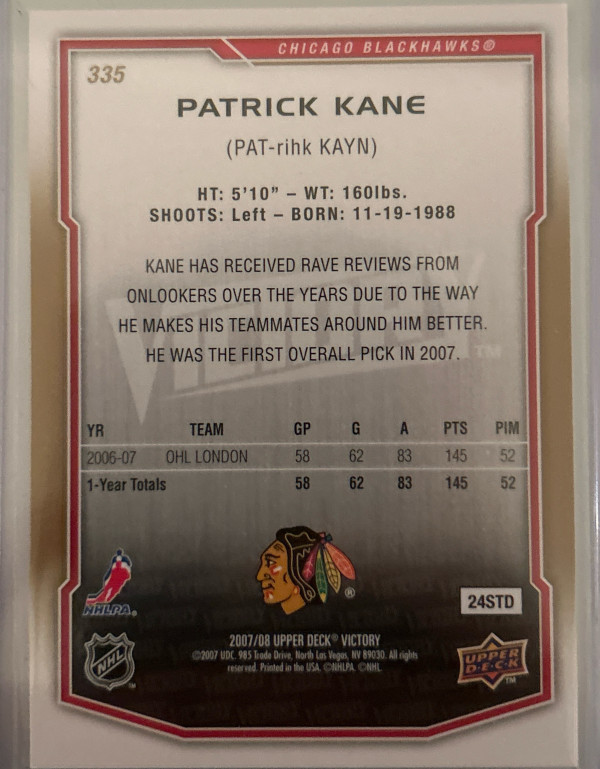 CHICAGO BLACKHAWKS®
335
PATRICK KANE
(PAT-rihk KAYN)
HT: 5'10" – WT: 160lbs.
SHOOTS: Left – BORN: 11-19-1988
KANE HAS RECEIVED RAVE REVIEWS FROM
ONLOOKERS OVER THE YEARS DUE TO THE WAY
HE MAKES HIS TEAMMATES AROUND HIM BETTER.
HE WAS THE FIRST OVERALL PICK IN 2007.
VICTORY TM
YR TEAM GP G A PTS PIM
2006-07 OHL LONDON 58 62 83 145 52
1-Year Totals 58 62 83 145 52
®
NHLPA®
24STD
2007/08 UPPER DECK® VICTORY
©2007 UDC. 985 Trade Drive, North Las Vegas, NV 89030. All rights
reserved. Printed in the USA. ©NHLPA. ©NHL.
NHL TM
UPPER
D·E·C·K
TM